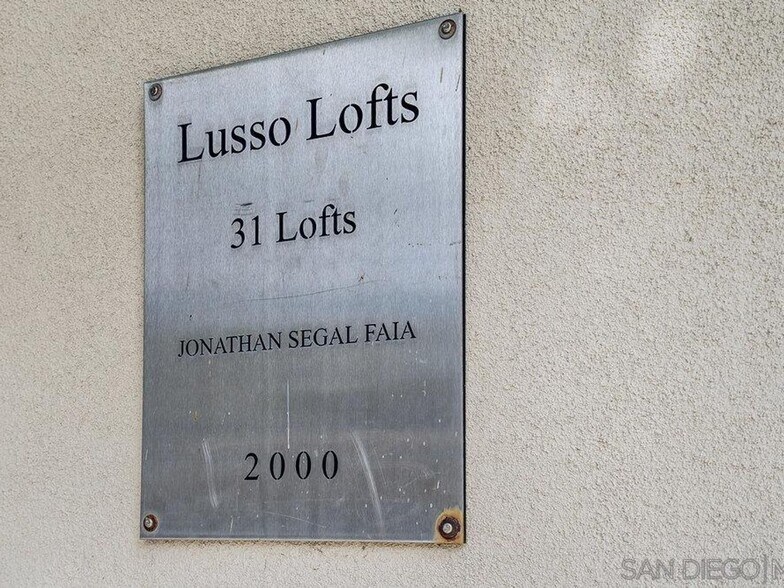 Lusso Lofts
31 Lofts
JONATHAN SEGAL FAIA
2000
SAN DIEGO